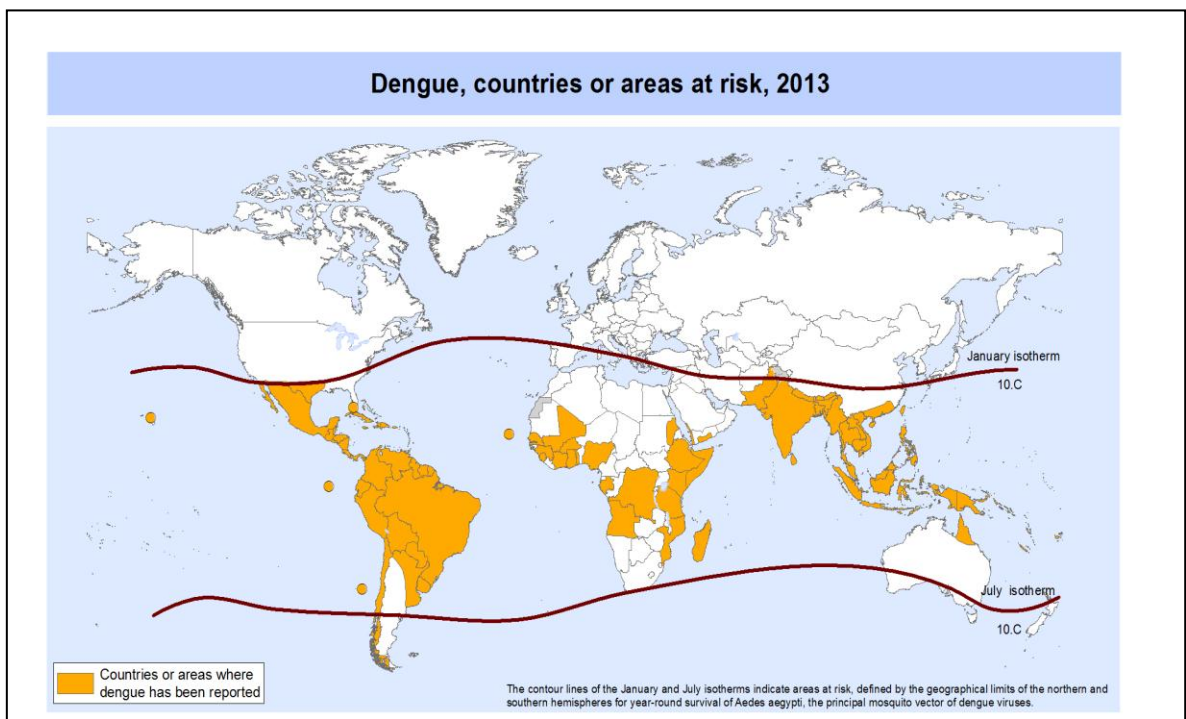 Dengue, countries or areas at risk, 2013
January isotherm
10.C
July isotherm
10.C
Countries or areas where
dengue has been reported
The contour lines of the January and July isotherms indicate areas at risk, defined by the geographical limits of the northern and
southern hemispheres for year-round survival of Aedes aegypti, the principal mosquito vector of dengue viruses.